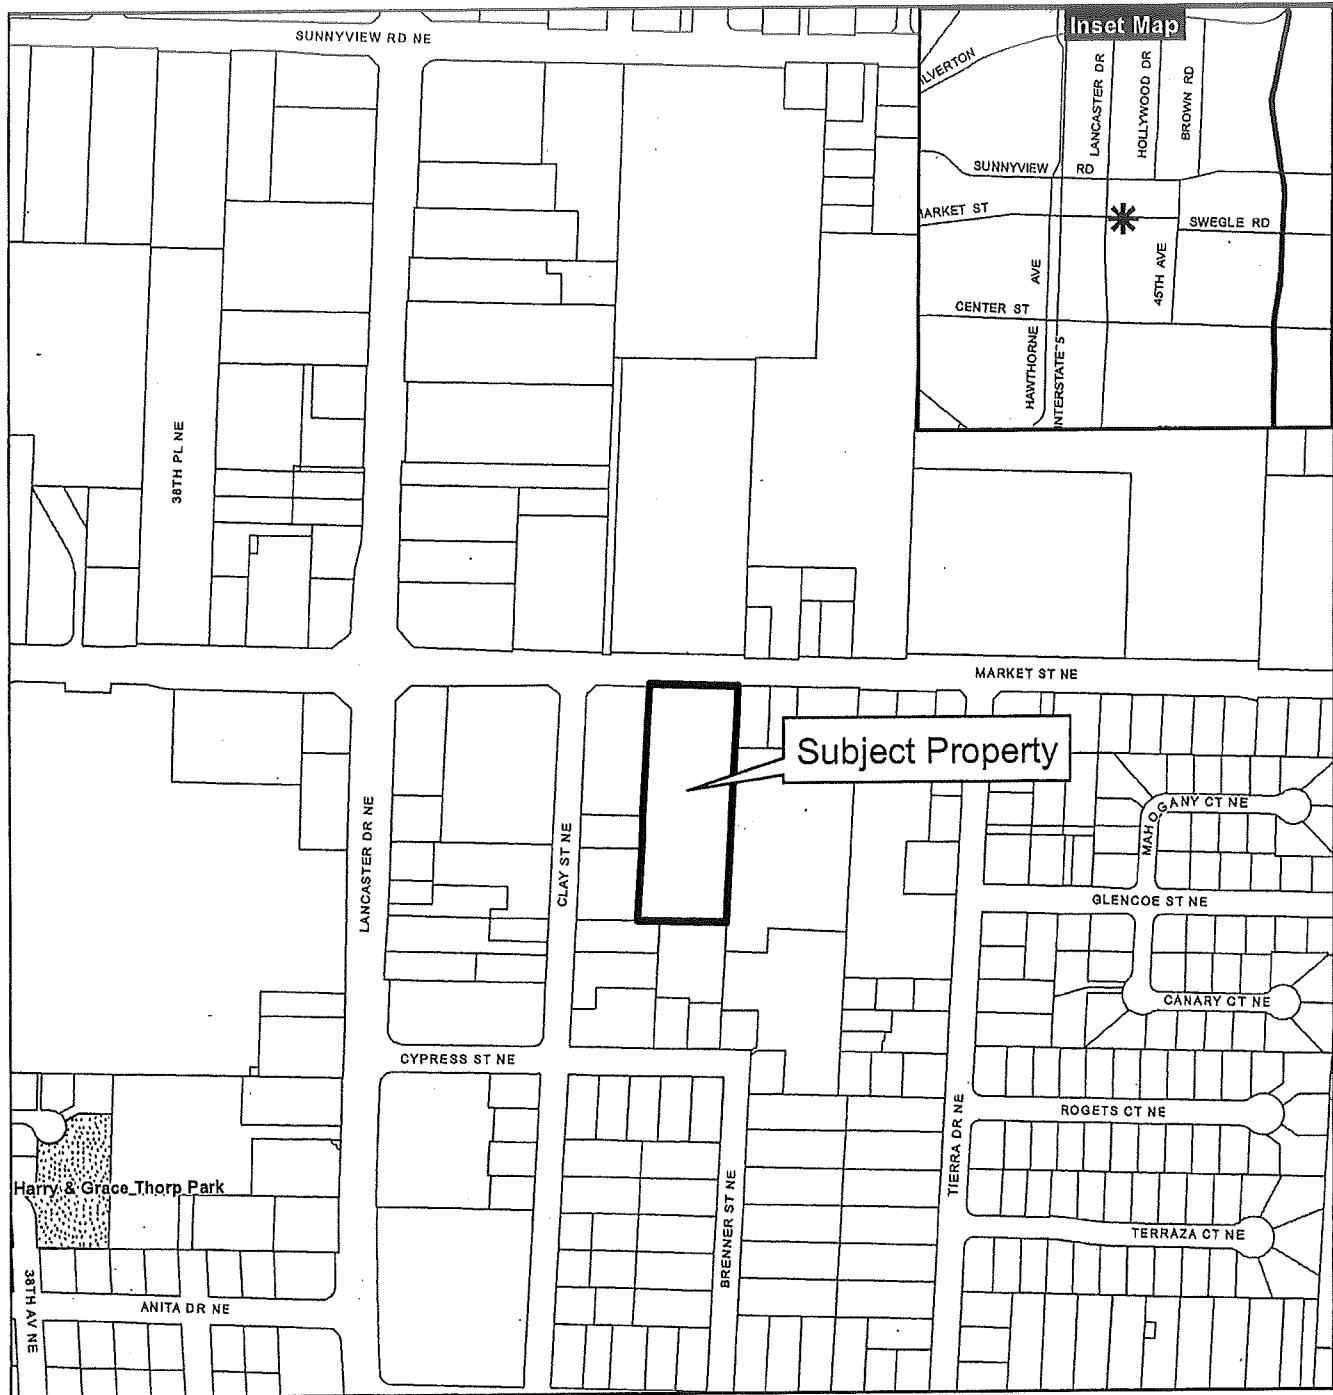 SUNNYVIEW RD NE
Inset Map
ILVERTON
LANCASTER DR
HOLLYWOOD DR
BROWN RD
SUNNYVIEW RD
MARKET ST
SWEGLE RD
HAWTHORNE AVE
45TH AVE
CENTER ST
INTERSTATE 5
38TH PL NE
MARKET ST NE
Subject Property
LANCASTER DR NE
CLAY ST NE
MAHOGANY CT NE
GLENCOE ST NE
CANARY CT NE
CYPRESS ST NE
ROGETS CT NE
TIERRA DR NE
Harry & Grace Thorp Park
BRENNER ST NE
TERRAZA CT NE
38TH AV NE
ANITA DR NE